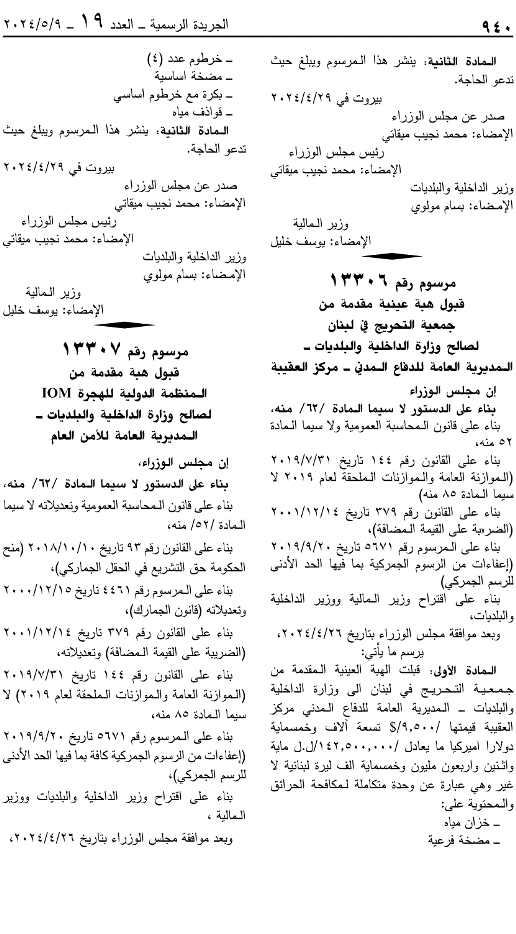 ٩٤٠
الجريدة الرسمية ـ العدد ١٩ ـ ٢٠٢٤/٥/٩
المادة الثانية: ينشر هذا المرسوم ويبلغ حيث
تدعو الحاجة.
بيروت في ٢٠٢٤/٤/٢٩
صدر عن مجلس الوزراء
الإمضاء: محمد نجيب ميقاتي
رئيس مجلس الوزراء
الإمضاء: محمد نجيب ميقاتي
وزير الداخلية والبلديات
الإمضاء: بسام مولوي
وزير المالية
الإمضاء: يوسف خليل
مرسوم رقم ١٣٣٠٦
قبول هبة عينية مقدمة من
جمعية التحريج في لبنان
لصالح وزارة الداخلية والبلديات ـ
المديرية العامة للدفاع المدني ـ مركز العقيبة
إن مجلس الوزراء
بناء على الدستور لا سيما المادة /٦٢/ منه،
بناء على قانون المحاسبة العمومية ولا سيما المادة
٥٢ منه،
بناء على القانون رقم ١٤٤ تاريخ ٢٠١٩/٧/٣١
(الموازنة العامة والموازنات الملحقة لعام ٢٠١٩ لا
سيما المادة ٨٥ منه)
بناء على القانون رقم ٣٧٩ تاريخ ٢٠٠١/١٢/١٤
(الضريبة على القيمة المضافة)،
بناء على المرسوم رقم ٥٦٧١ تاريخ ٢٠١٩/٩/٢٠
(إعفاءات من الرسوم الجمركية بما فيها الحد الأدنى
للرسم الجمركي)
بناء على اقتراح وزير المالية ووزير الداخلية
والبلديات،
وبعد موافقة مجلس الوزراء بتاريخ ٢٠٢٤/٤/٢٦،
يرسم ما يأتي:
المادة الأولى: قبلت الهبة العينية المقدمة من
جمعية التحريج في لبنان الى وزارة الداخلية
والبلديات ـ المديرية العامة للدفاع المدني مركز
العقيبة قيمتها /٩,٥٠٠/$ تسعة آلاف وخمسماية
دولارا اميركيا ما يعادل /١٤٢,٥٠٠,٠٠٠/ل.ل ماية
واثنين واربعون مليون وخمسماية الف ليرة لبنانية لا
غير وهي عبارة عن وحدة متكاملة لمكافحة الحرائق
والمحتوية على:
ـ خزان مياه
ـ مضخة فرعية
ـ خرطوم عدد (٤)
ـ مضخة اساسية
ـ بكرة مع خرطوم اساسي
ـ قواذف مياه
المادة الثانية: ينشر هذا المرسوم ويبلغ حيث
تدعو الحاجة.
بيروت في ٢٠٢٤/٤/٢٩
صدر عن مجلس الوزراء
الإمضاء: محمد نجيب ميقاتي
رئيس مجلس الوزراء
الإمضاء: محمد نجيب ميقاتي
وزير الداخلية والبلديات
الإمضاء: بسام مولوي
وزير المالية
الإمضاء: يوسف خليل
مرسوم رقم ١٣٣٠٧
قبول هبة مقدمة من
المنظمة الدولية للهجرة IOM
لصالح وزارة الداخلية والبلديات ـ
المديرية العامة للأمن العام
إن مجلس الوزراء،
بناء على الدستور لا سيما المادة /٦٢/ منه،
بناء على قانون المحاسبة العمومية وتعديلاته لا سيما
المادة /٥٢/ منه،
بناء على القانون رقم ٩٣ تاريخ ٢٠١٨/١٠/١٠ (منح
الحكومة حق التشريع في الحقل الجماركي)،
بناء على المرسوم رقم ٤٤٦١ تاريخ ٢٠٠٠/١٢/١٥
وتعديلاته (قانون الجمارك)،
بناء على القانون رقم ٣٧٩ تاريخ ٢٠٠١/١٢/١٤
(الضريبة على القيمة المضافة) وتعديلاته،
بناء على القانون رقم ١٤٤ تاريخ ٢٠١٩/٧/٣١
(الموازنة العامة والموازنات الملحقة لعام ٢٠١٩) لا
سيما المادة ٨٥ منه،
بناء على المرسوم رقم ٥٦٧١ تاريخ ٢٠١٩/٩/٢٠
(إعفاءات من الرسوم الجمركية كافة بما فيها الحد الأدنى
للرسم الجمركي)،
بناء على اقتراح وزير الداخلية والبلديات ووزير
المالية ،
وبعد موافقة مجلس الوزراء بتاريخ ٢٠٢٤/٤/٢٦،